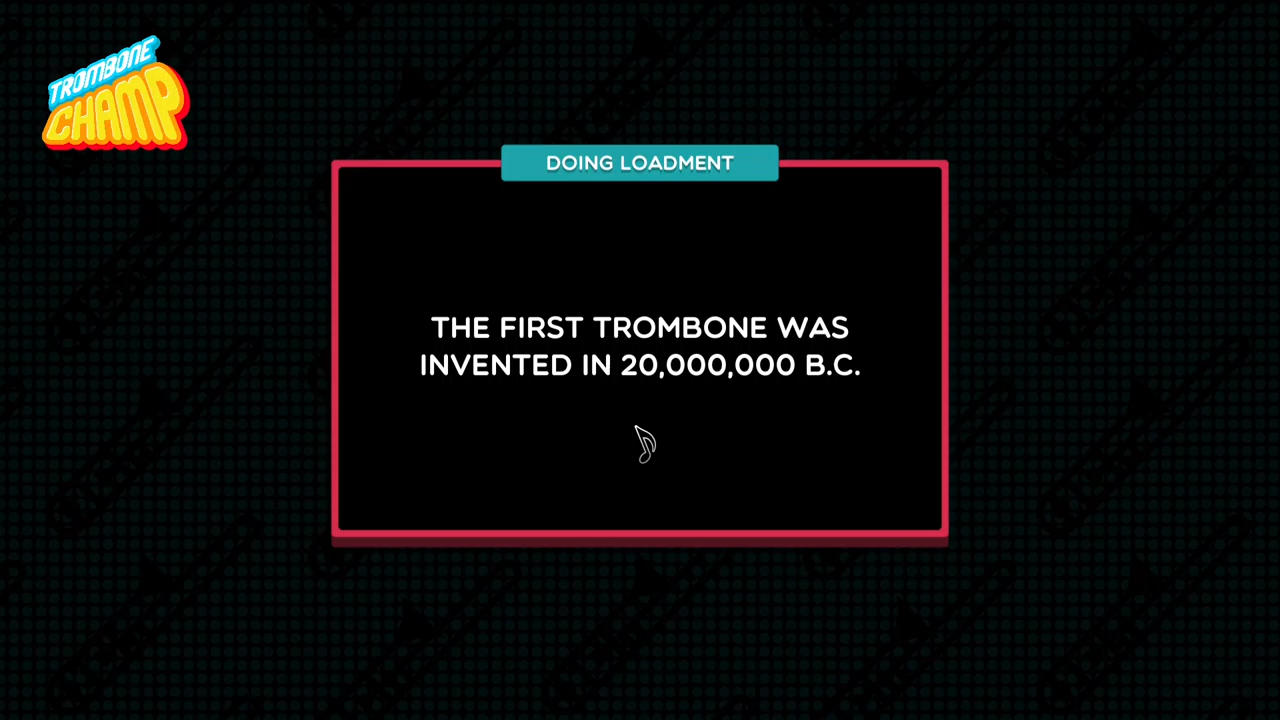 TROMBONE
CHAMP
DOING LOADMENT
THE FIRST TROMBONE WAS
INVENTED IN 20,000,000 B.C.